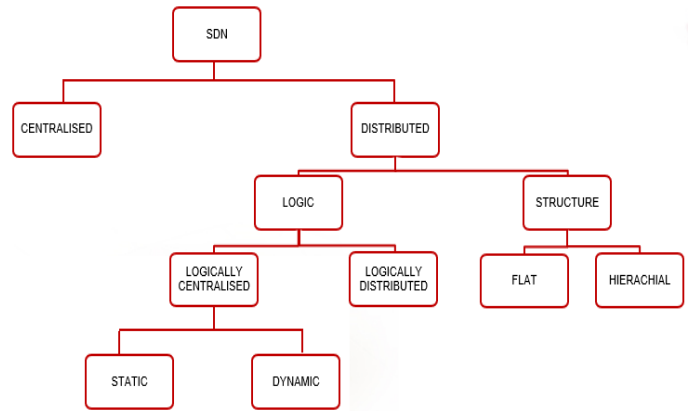 SDN
CENTRALISED
DISTRIBUTED
LOGIC
STRUCTURE
LOGICALLY
CENTRALISED
LOGICALLY
DISTRIBUTED
FLAT
HIERACHIAL
STATIC
DYNAMIC